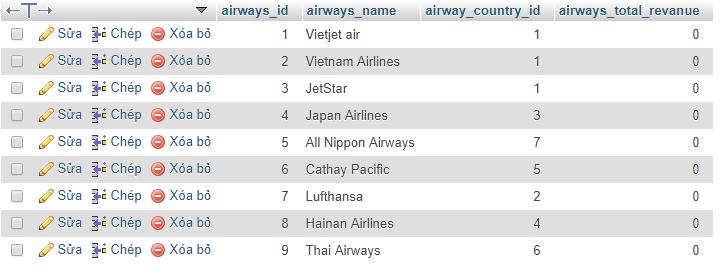 airways_id airways_name airway_country_id airways_total_revanue
Sửa Chép Xóa bỏ 1 Vietjet air 1 0
Sửa Chép Xóa bỏ 2 Vietnam Airlines 1 0
Sửa Chép Xóa bỏ 3 JetStar 1 0
Sửa Chép Xóa bỏ 4 Japan Airlines 3 0
Sửa Chép Xóa bỏ 5 All Nippon Airways 7 0
Sửa Chép Xóa bỏ 6 Cathay Pacific 5 0
Sửa Chép Xóa bỏ 7 Lufthansa 2 0
Sửa Chép Xóa bỏ 8 Hainan Airlines 4 0
Sửa Chép Xóa bỏ 9 Thai Airways 6 0